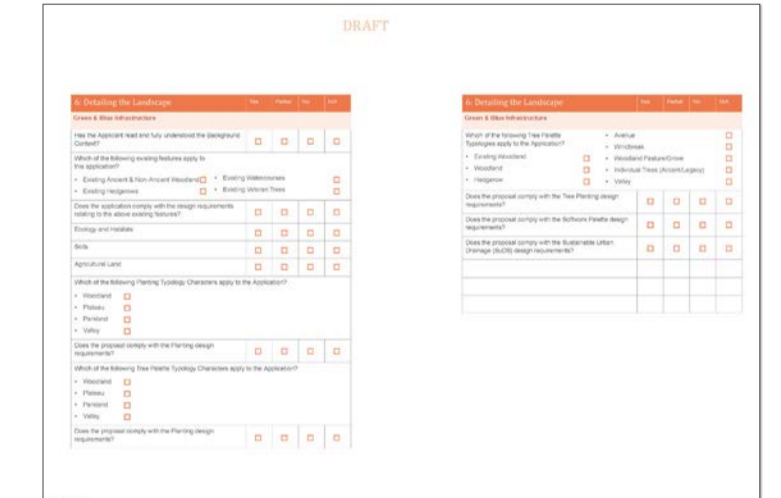 DRAFT
6: Detailing the Landscape Yes Partial No N/A
Green & Blue Infrastructure
Has the Applicant read and fully understood the Background
Context?
Which of the following existing features apply to
this application?
• Existing Ancient & Non-Ancient Woodland • Existing Watercourses
• Existing Hedgerows • Existing Veteran Trees
Does the application comply with the design requirements
relating to the above existing features?
Ecology and Habitats
Soils
Agricultural Land
Which of the following Planting Typology Characters apply to the Application?
• Woodland
• Plateau
• Parkland
• Valley
Does the proposal comply with the Planting design
requirements?
Which of the following Tree Palette Typology Characters apply to the Application?
• Woodland
• Plateau
• Parkland
• Valley
Does the proposal comply with the Planting design
requirements?
6: Detailing the Landscape Yes Partial No N/A
Green & Blue Infrastructure
Which of the following Tree Palette
Typologies apply to the Application?
• Existing Woodland
• Woodland
• Hedgerow
• Avenue
• Windbreak
• Woodland Pasture/Grove
• Individual Trees (Ancient/Legacy)
• Valley
Does the proposal comply with the Tree Planting design
requirements?
Does the proposal comply with the Softwork Palette design
requirements?
Does the proposal comply with the Sustainable Urban
Drainage (SuDS) design requirements?